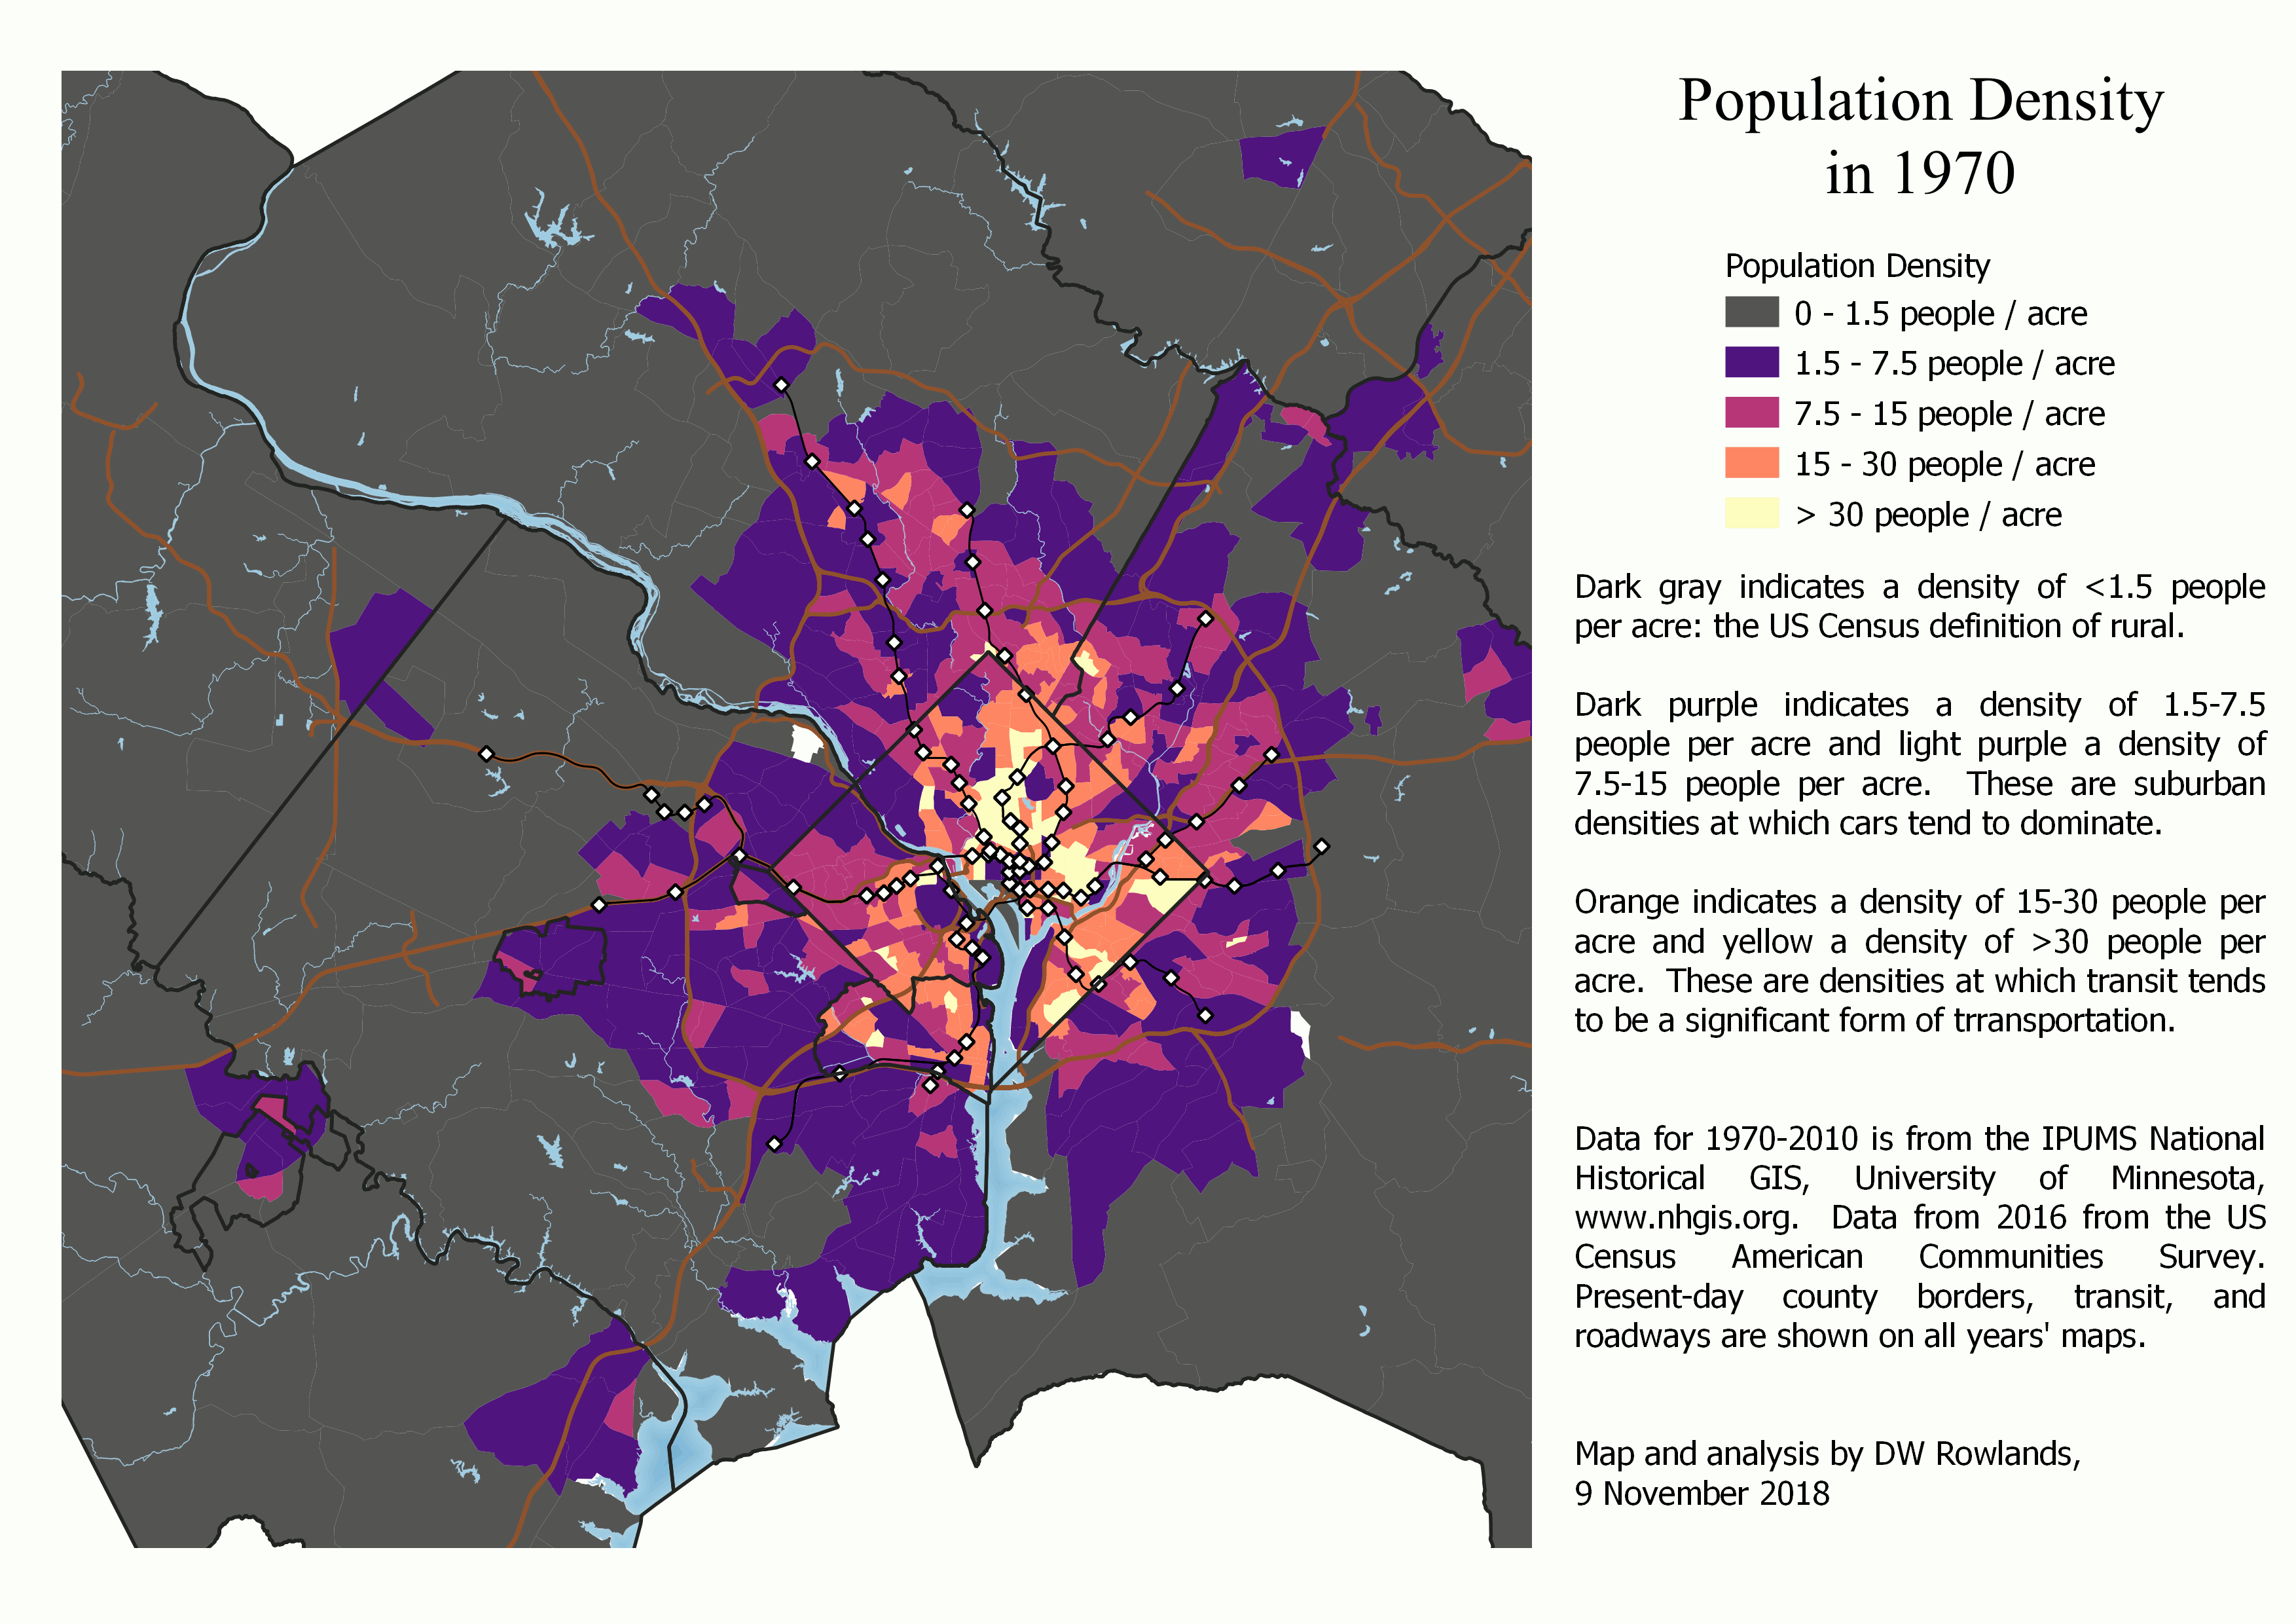 Population Density
in 1970
Population Density
0 - 1.5 people / acre
1.5 - 7.5 people / acre
7.5 - 15 people / acre
15 - 30 people / acre
> 30 people / acre
Dark gray indicates a density of <1.5 people
per acre: the US Census definition of rural.
Dark purple indicates a density of 1.5-7.5
people per acre and light purple a density of
7.5-15 people per acre. These are suburban
densities at which cars tend to dominate.
Orange indicates a density of 15-30 people per
acre and yellow a density of >30 people per
acre. These are densities at which transit tends
to be a significant form of trransportation.
Data for 1970-2010 is from the IPUMS National
Historical GIS, University of Minnesota,
www.nhgis.org. Data from 2016 from the US
Census American Communities Survey.
Present-day county borders, transit, and
roadways are shown on all years' maps.
Map and analysis by DW Rowlands,
9 November 2018